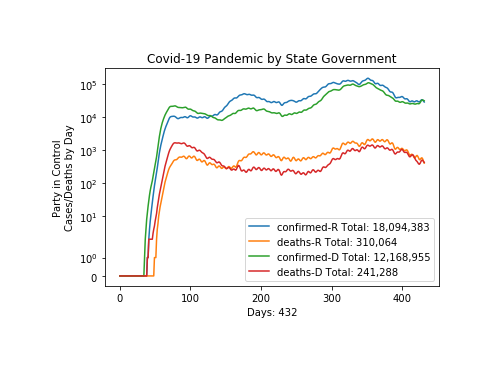 Covid-19 Pandemic by State Government
Party in Control
Cases/Deaths by Day
10^5
10^4
10^3
10^2
10^1
10^0
0
confirmed-R Total: 18,094,383
deaths-R Total: 310,064
confirmed-D Total: 12,168,955
deaths-D Total: 241,288
0 100 200 300 400
Days: 432